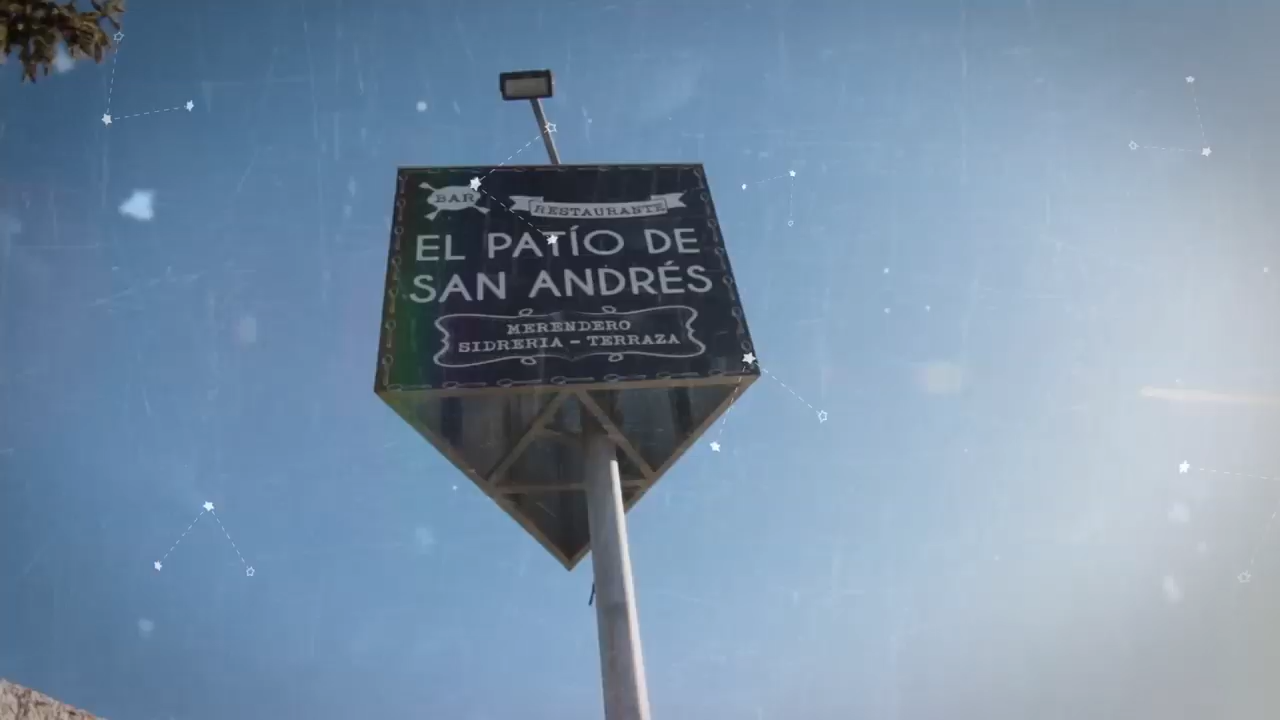 BAR
RESTAURANTE
EL PATÍO DE
SAN ANDRÉS
MERENDERO
SIDRERIA - TERRAZA